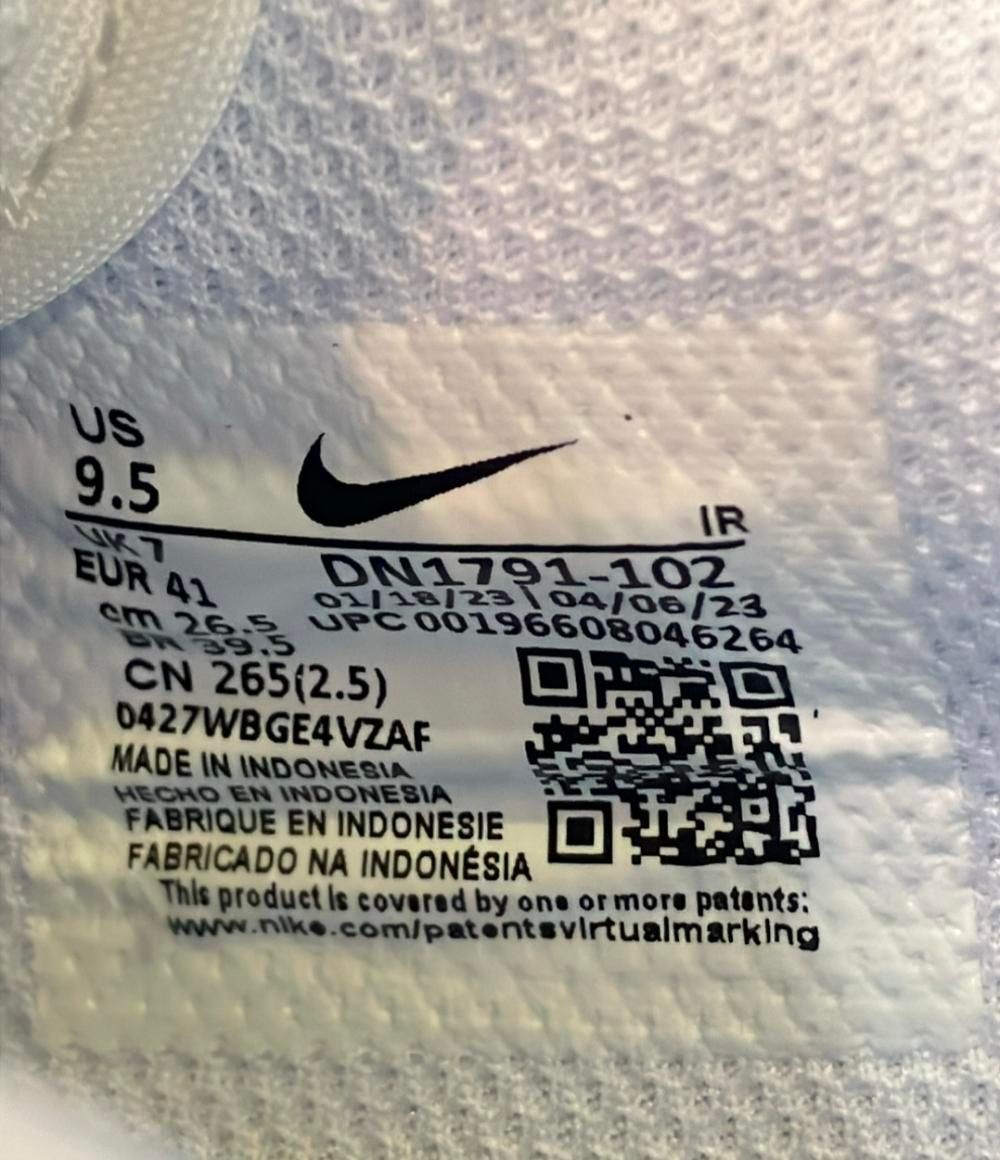 US
9.5
IR
UK 7
EUR 41
cm 26.5
BR 39.5
DN1791-102
01/18/23 \ 04/06/23
UPC 00196608046264
CN 265(2.5)
0427WBGE4VZAF
MADE IN INDONESIA
HECHO EN INDONESIA
FABRIQUE EN INDONESIE
FABRICADO NA INDONÉSIA
This product is covered by one or more patents:
www.nike.com/patentsvirtualmarking